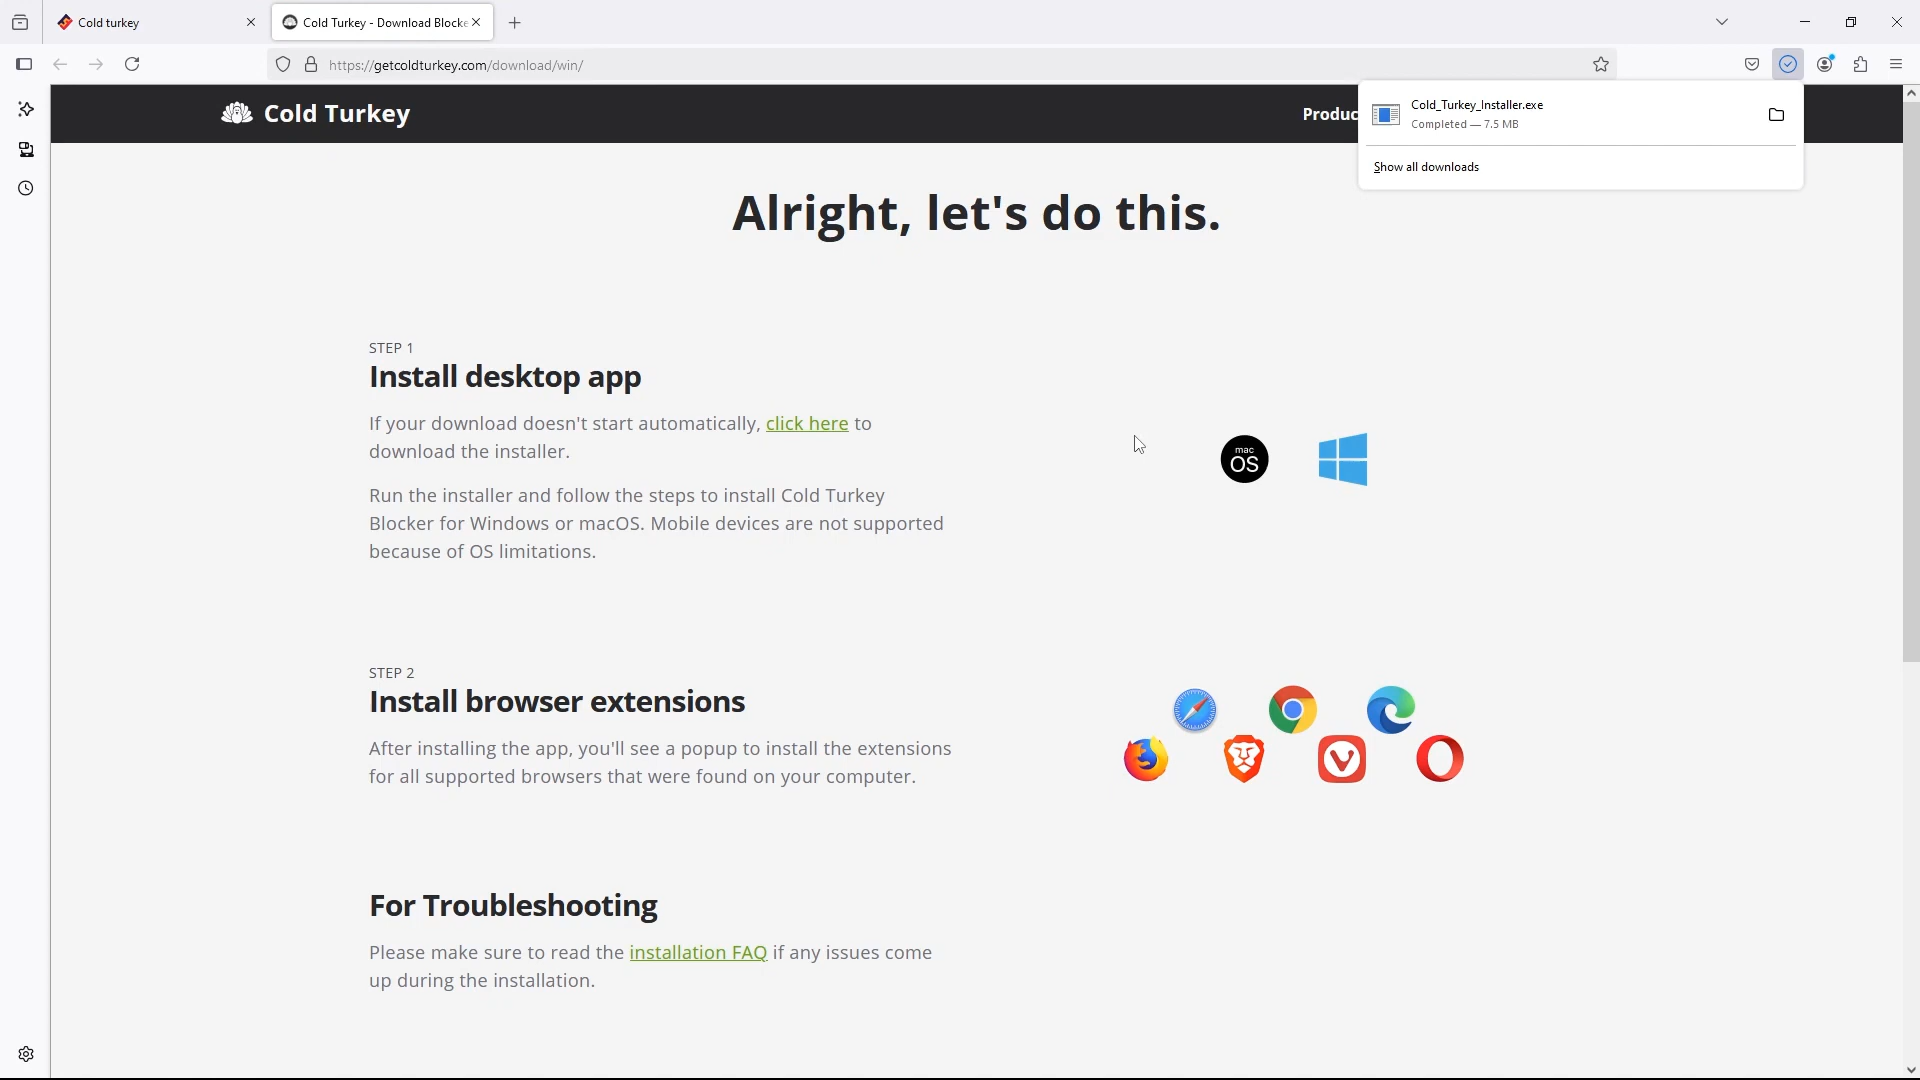 Cold turkey
Cold Turkey - Download Blocke
https://getcoldturkey.com/download/win/
Cold Turkey
Produc
Cold_Turkey_Installer.exe
Completed — 7.5 MB
Show all downloads
Alright, let's do this.
STEP 1
Install desktop app
If your download doesn't start automatically, click here to
download the installer.
Run the installer and follow the steps to install Cold Turkey
Blocker for Windows or macOS. Mobile devices are not supported
because of OS limitations.
mac
OS
STEP 2
Install browser extensions
After installing the app, you'll see a popup to install the extensions
for all supported browsers that were found on your computer.
For Troubleshooting
Please make sure to read the installation FAQ if any issues come
up during the installation.